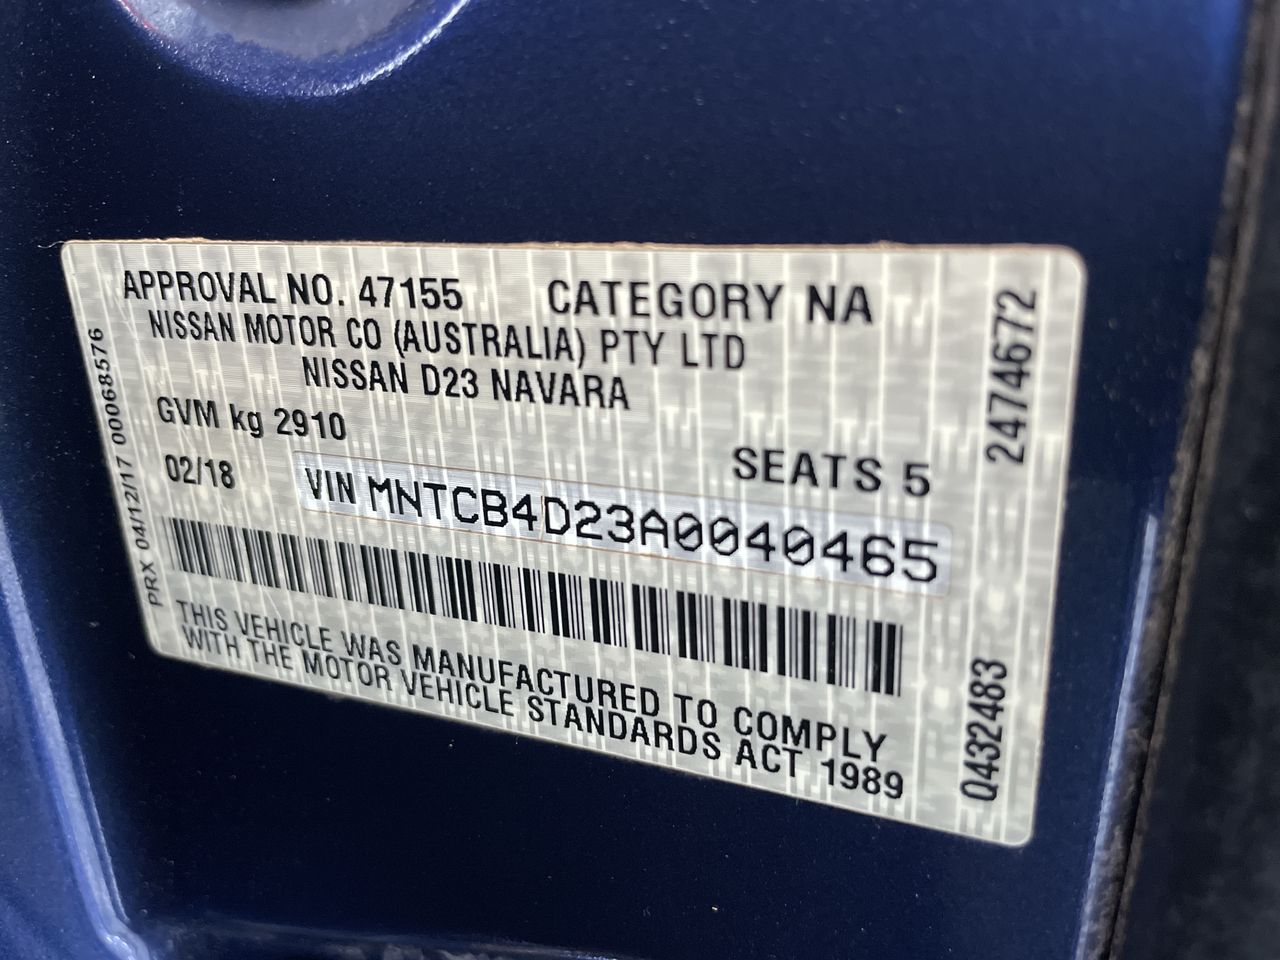 APPROVAL NO. 47155 CATEGORY NA
NISSAN MOTOR CO (AUSTRALIA) PTY LTD
NISSAN D23 NAVARA
GVM kg 2910
SEATS 5
02/18 VIN MNTCB4D23A0040465
THIS VEHICLE WAS MANUFACTURED TO COMPLY
WITH THE MOTOR VEHICLE STANDARDS ACT 1989
PRX 04/12/17 00068576
2474672
Q432483